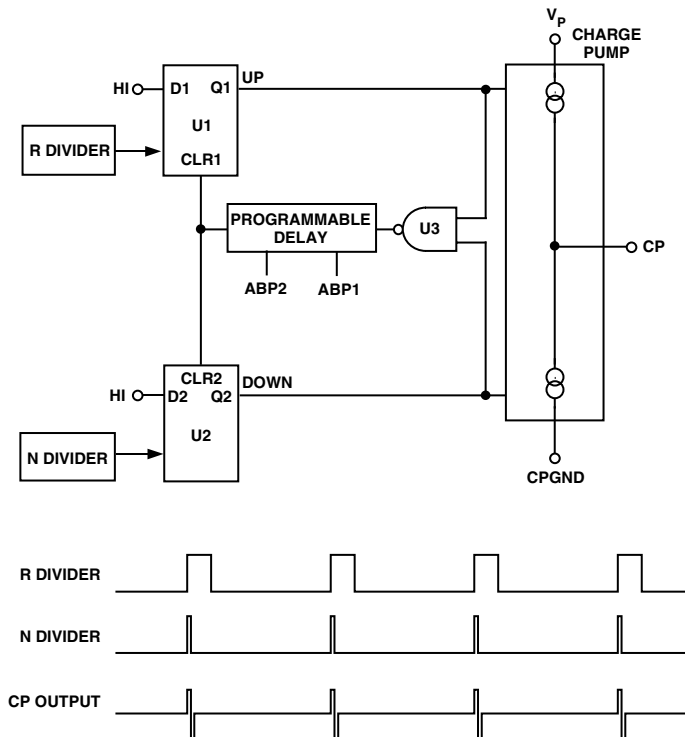 VP
CHARGE
PUMP
UP
HI
D1 Q1
U1
CLR1
R DIVIDER
PROGRAMMABLE
DELAY
U3
CP
ABP2 ABP1
CLR2
DOWN
HI
D2 Q2
U2
N DIVIDER
CPGND
R DIVIDER
N DIVIDER
CP OUTPUT